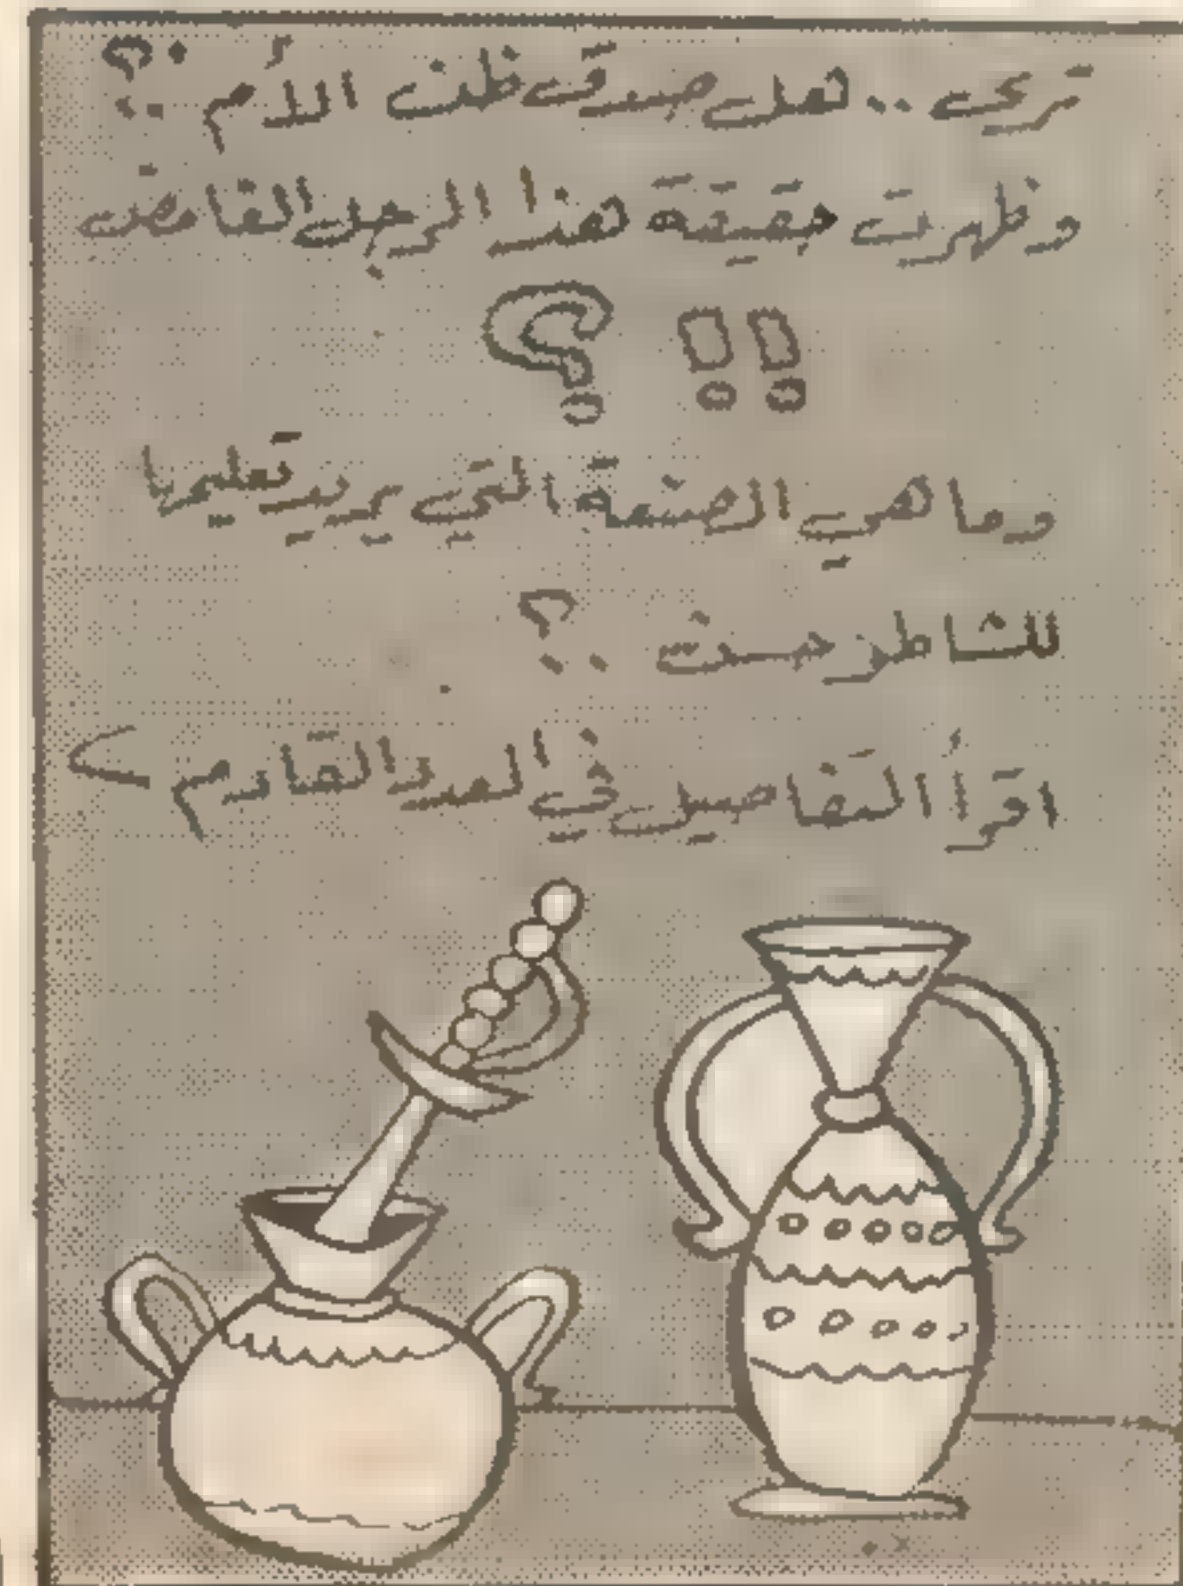 ترى .. هل صدق ظن الأم ..؟
وظهرت حقيقة هذا الرجل الغامض
!! ؟
وما هي الصنعة التي يريد تعليمها
للشاطر حسن ..؟
اقرأ التفاصيل في العدد القادم